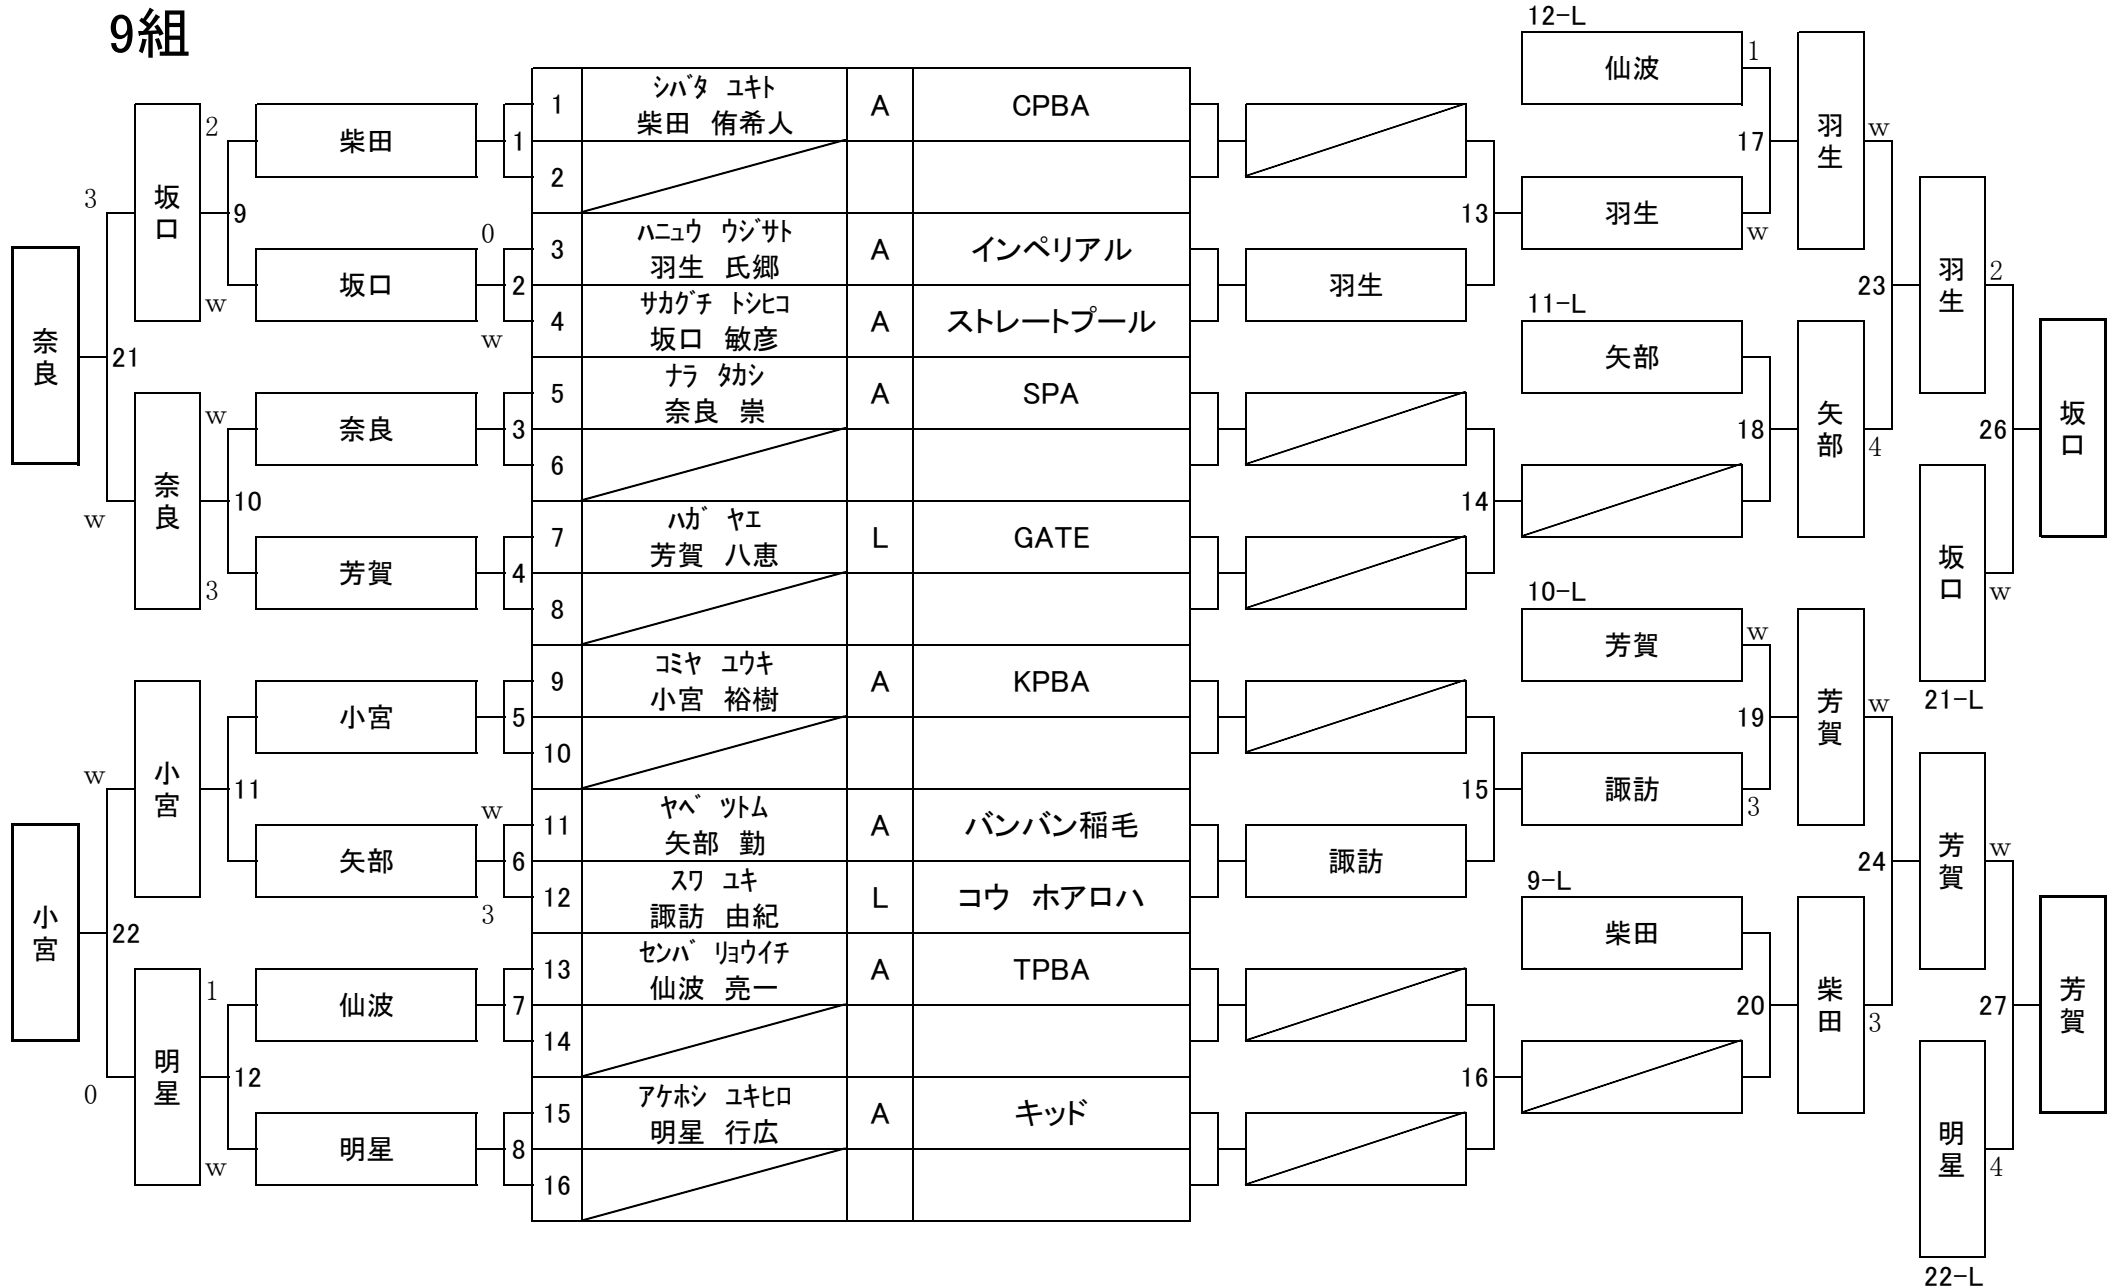 9組
1 シバタ ユキト A CPBA
柴田 侑希人
2
3 ハニュウ ウジサト A インペリアル
羽生 氏郷
4 サカグチ トシヒコ A ストレートプール
坂口 敏彦
5 ナラ タカシ A SPA
奈良 崇
6
7 ハガ ヤエ L GATE
芳賀 八恵
8
9 コミヤ ユウキ A KPBA
小宮 裕樹
10
11 ヤベ ツトム A バンバン稲毛
矢部 勤
12 スワ ユキ L コウ ホアロハ
諏訪 由紀
13 センバ リョウイチ A TPBA
仙波 亮一
14
15 アケホシ ユキヒロ A キッド
明星 行広
16
柴田 1
0
坂口 2
w
奈良 3
芳賀 4
小宮 5
w
矢部 6
3
仙波 7
明星 8
2
坂口 9
w
w
奈良 10
3
小宮 11
1
明星 12
w
3
奈良 21
w
w
小宮 22
0
羽生
13
14
諏訪
15
16
12-L
仙波 1
17
羽生 w
11-L
矢部
18
10-L
芳賀 w
19
諏訪 3
9-L
柴田
20
羽生 w
23
矢部 4
芳賀 w
24
柴田 3
羽生 2
26
坂口 w
21-L
芳賀 w
27
明星 4
22-L
坂口
芳賀